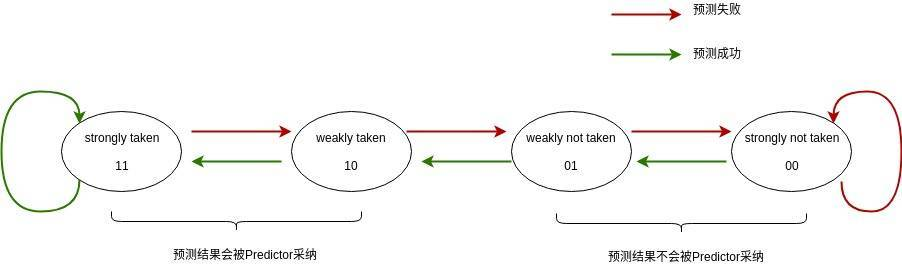 预测失败
预测成功
strongly taken
11
weakly taken
10
weakly not taken
01
strongly not taken
00
预测结果会被Predictor采纳
预测结果不会被Predictor采纳